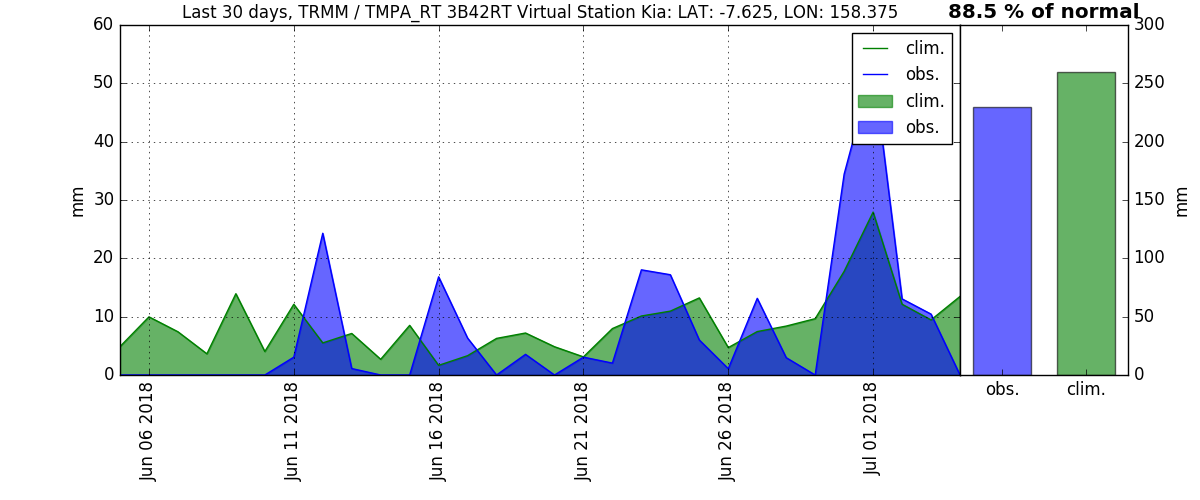 Last 30 days, TRMM / TMPA_RT 3B42RT Virtual Station Kia: LAT: -7.625, LON: 158.375
88.5 % of normal
60
50
40
30
20
10
0
mm
clim.
obs.
clim.
obs.
300
250
200
150
100
50
0
mm
Jun 06 2018
Jun 11 2018
Jun 16 2018
Jun 21 2018
Jun 26 2018
Jul 01 2018
obs.
clim.